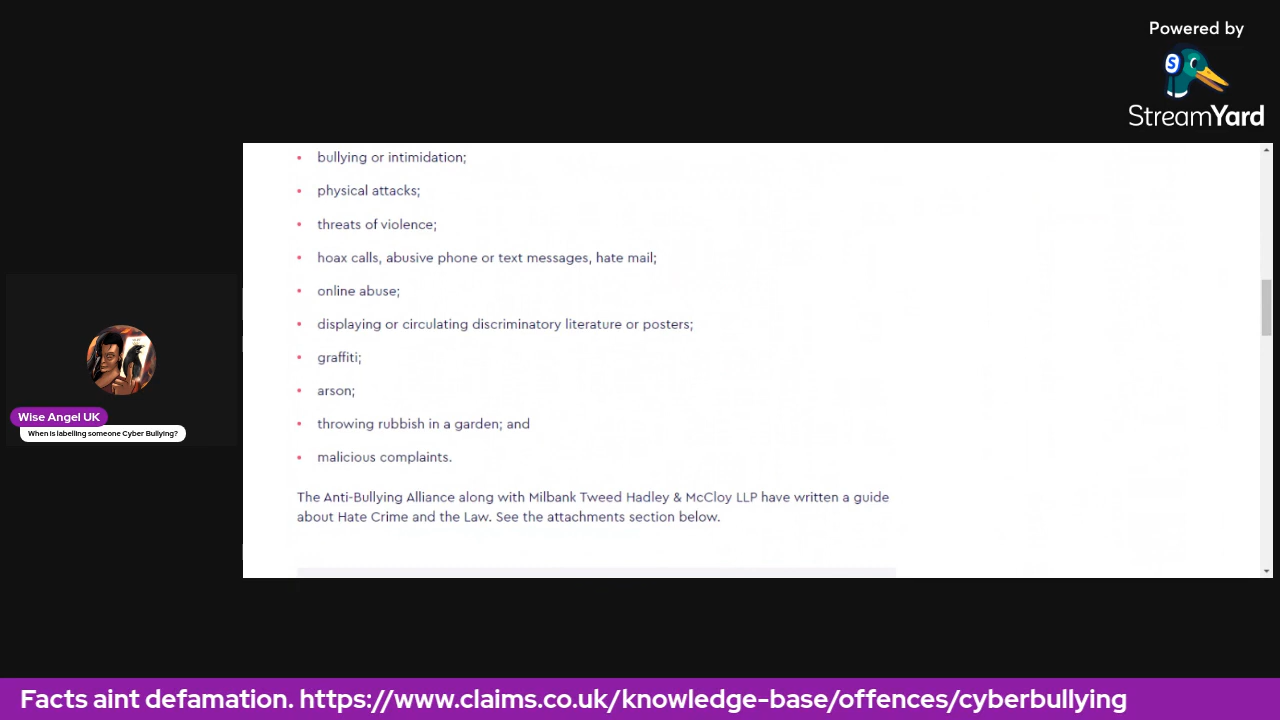 Powered by
S
StreamYard
bullying or intimidation;
physical attacks;
threats of violence;
hoax calls, abusive phone or text messages, hate mail;
online abuse;
displaying or circulating discriminatory literature or posters;
graffiti;
arson;
throwing rubbish in a garden; and
malicious complaints.
The Anti-Bullying Alliance along with Milbank Tweed Hadley & McCloy LLP have written a guide
about Hate Crime and the Law. See the attachments section below.
Wise Angel UK
When is labelling someone Cyber Bullying?
Facts aint defamation. https://www.claims.co.uk/knowledge-base/offences/cyberbullying